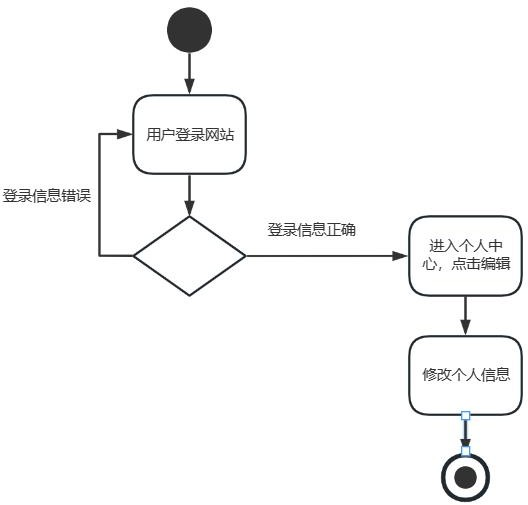 用户登录网站
登录信息错误
登录信息正确
进入个人中
心，点击编辑
修改个人信息